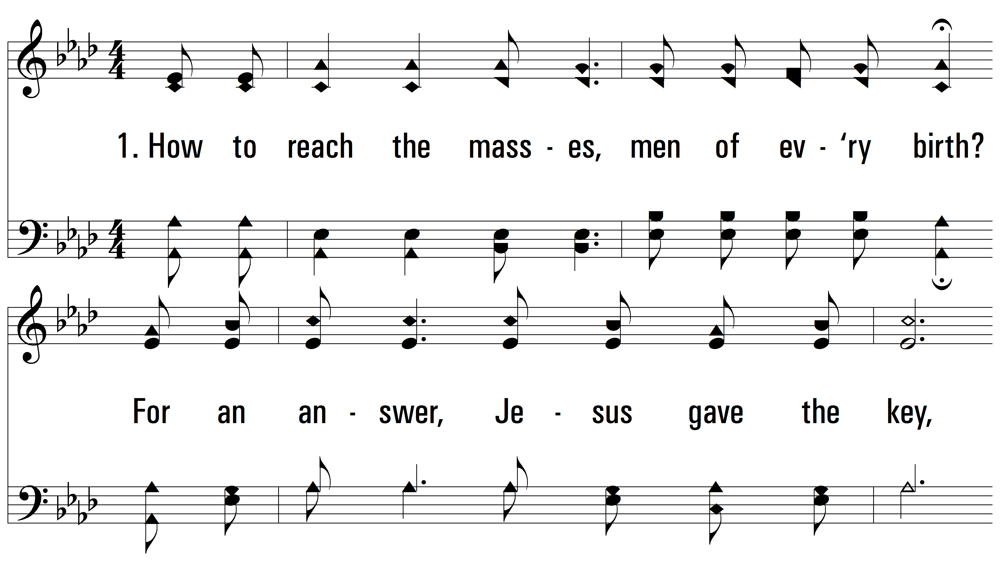 1. How to reach the mass - es, men of ev - ‘ry birth?
For an an - swer, Je - sus gave the key,